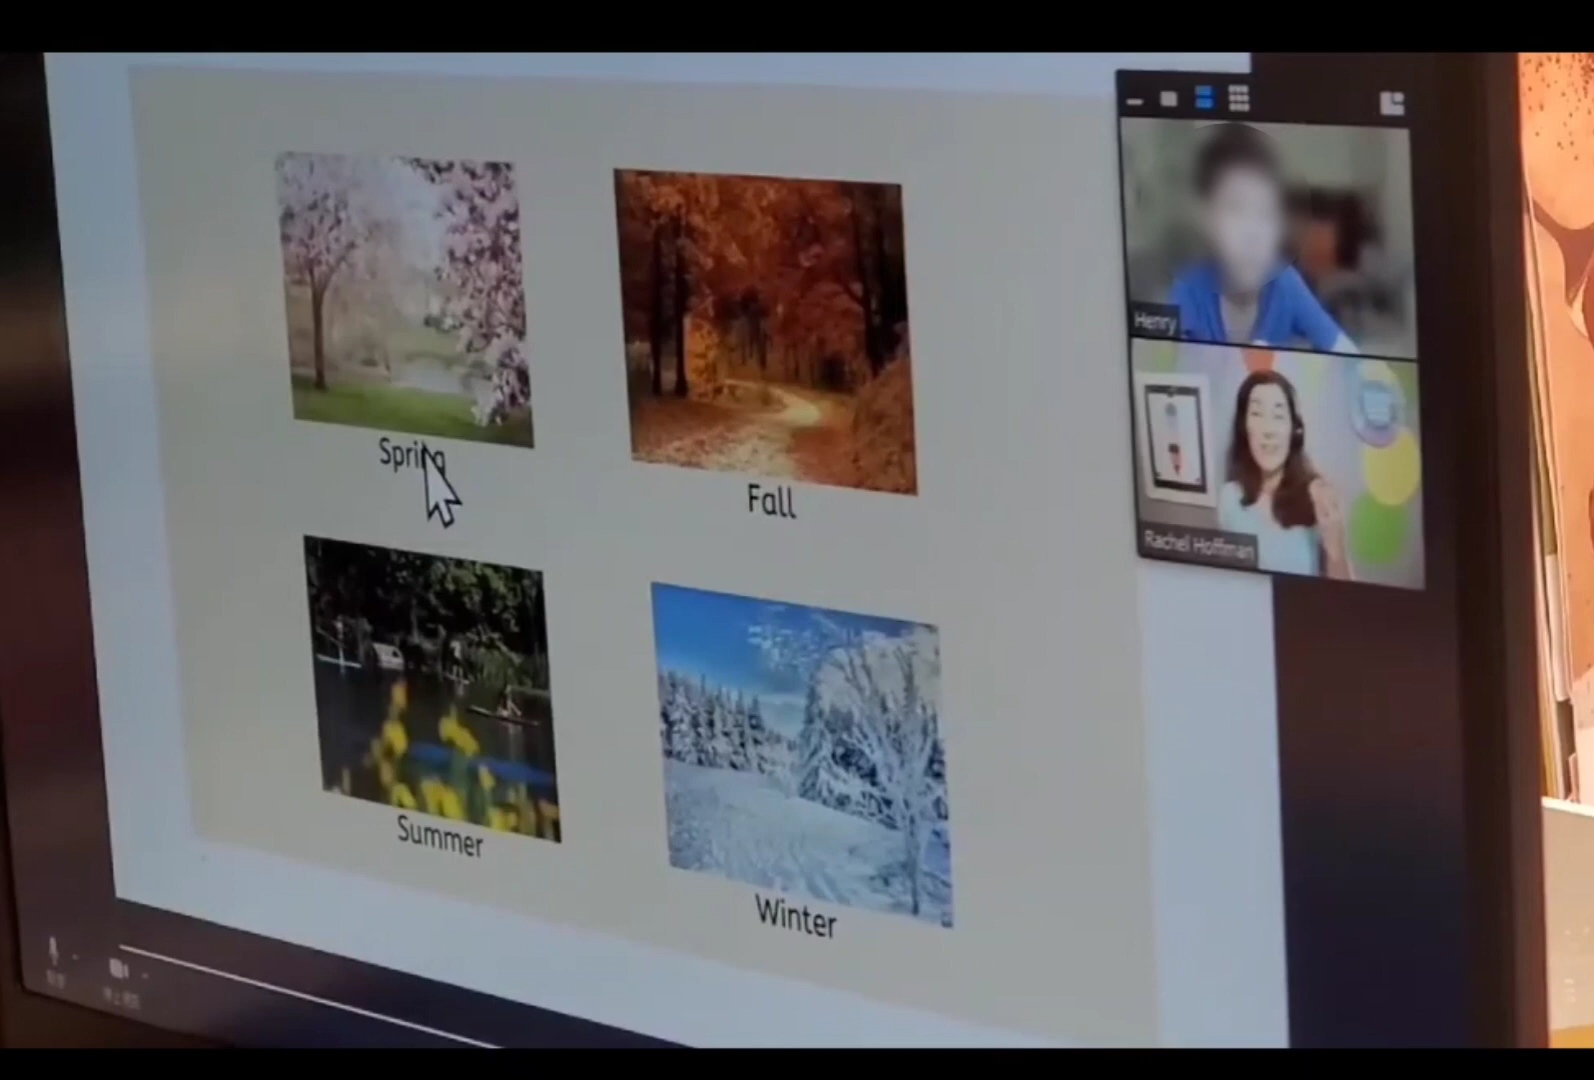 Spring
Fall
Summer
Winter
Henry
Rachel Hoffman